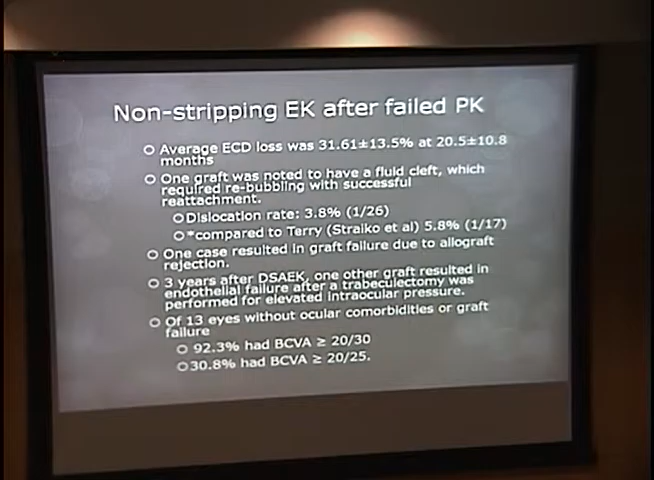 Non-stripping EK after failed PK
Average ECD loss was 31.61±13.5% at 20.5±10.8
months
One graft was noted to have a fluid cleft, which
required re-bubbling with successful
reattachment.
Dislocation rate: 3.8% (1/26)
*compared to Terry (Straiko et al) 5.8% (1/17)
One case resulted in graft failure due to allograft
rejection.
3 years after DSAEK, one other graft resulted in
endothelial failure after a trabeculectomy was
performed for elevated intraocular pressure.
Of 13 eyes without ocular comorbidities or graft
failure
92.3% had BCVA ≥ 20/30
30.8% had BCVA ≥ 20/25.